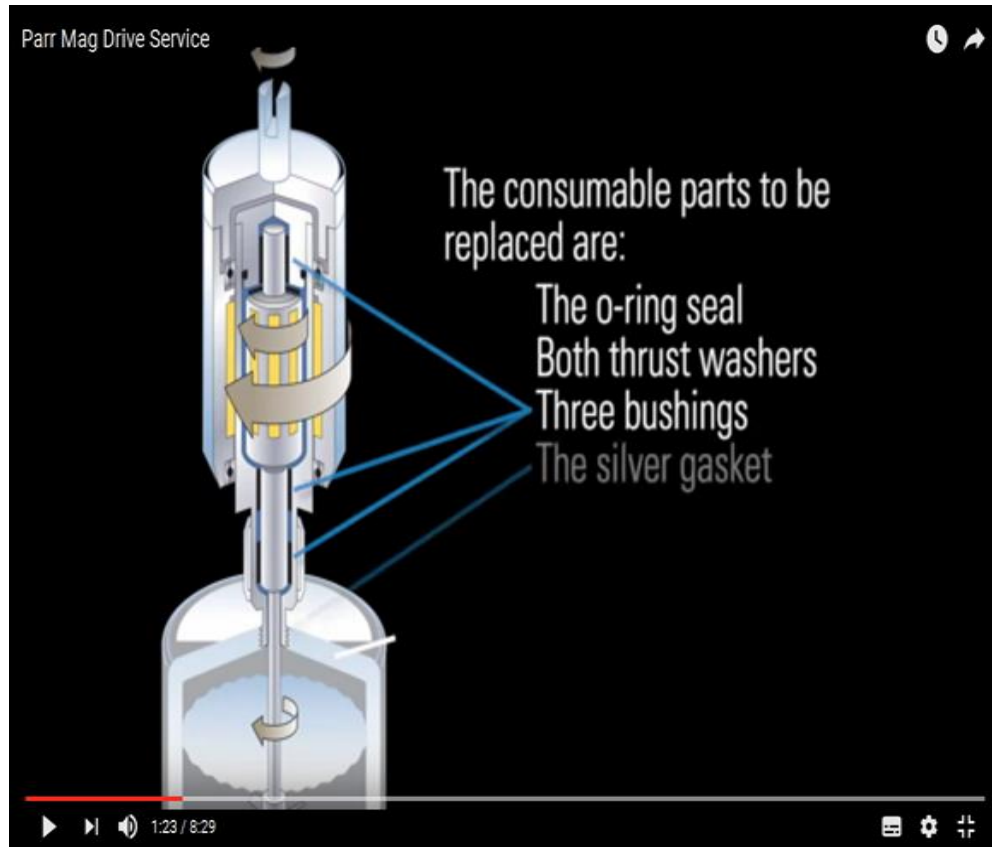 Parr Mag Drive Service
The consumable parts to be
replaced are:
The o-ring seal
Both thrust washers
Three bushings
The silver gasket
1:23 / 8:29